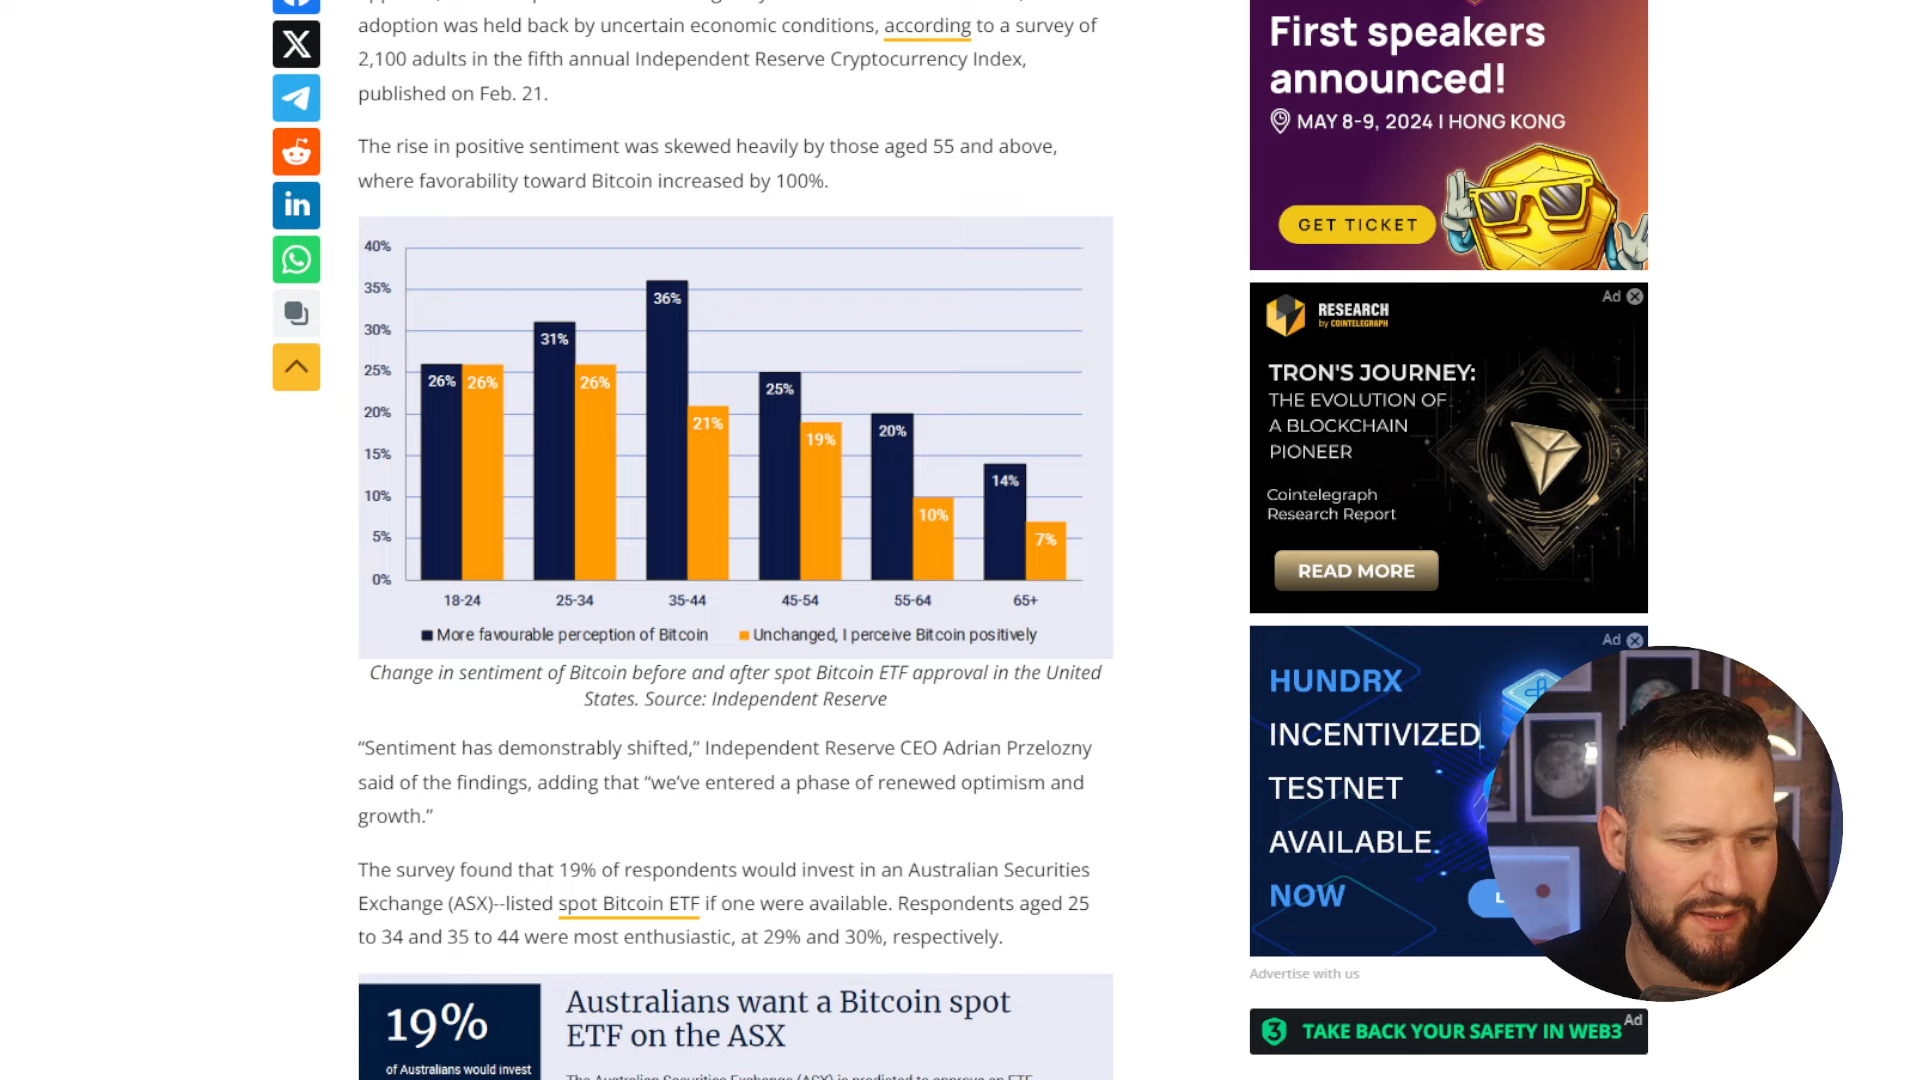 adoption was held back by uncertain economic conditions, according to a survey of
2,100 adults in the fifth annual Independent Reserve Cryptocurrency Index,
published on Feb. 21.
The rise in positive sentiment was skewed heavily by those aged 55 and above,
where favorability toward Bitcoin increased by 100%.
40%
35%
30%
25%
20%
15%
10%
5%
0%
26% 26%
31% 26%
36% 21%
25% 19%
20% 10%
14% 7%
18-24 25-34 35-44 45-54 55-64 65+
More favourable perception of Bitcoin Unchanged, I perceive Bitcoin positively
Change in sentiment of Bitcoin before and after spot Bitcoin ETF approval in the United
States. Source: Independent Reserve
“Sentiment has demonstrably shifted,” Independent Reserve CEO Adrian Przelozny
said of the findings, adding that “we’ve entered a phase of renewed optimism and
growth.”
The survey found that 19% of respondents would invest in an Australian Securities
Exchange (ASX)--listed spot Bitcoin ETF if one were available. Respondents aged 25
to 34 and 35 to 44 were most enthusiastic, at 29% and 30%, respectively.
19%
of Australians would invest
Australians want a Bitcoin spot
ETF on the ASX
First speakers
announced!
MAY 8-9, 2024 | HONG KONG
GET TICKET
Ad
RESEARCH
by COINTELEGRAPH
TRON'S JOURNEY:
THE EVOLUTION OF
A BLOCKCHAIN
PIONEER
Cointelegraph
Research Report
READ MORE
Ad
HUNDRX
INCENTIVIZED
TESTNET
AVAILABLE
NOW
Advertise with us
Ad
TAKE BACK YOUR SAFETY IN WEB3